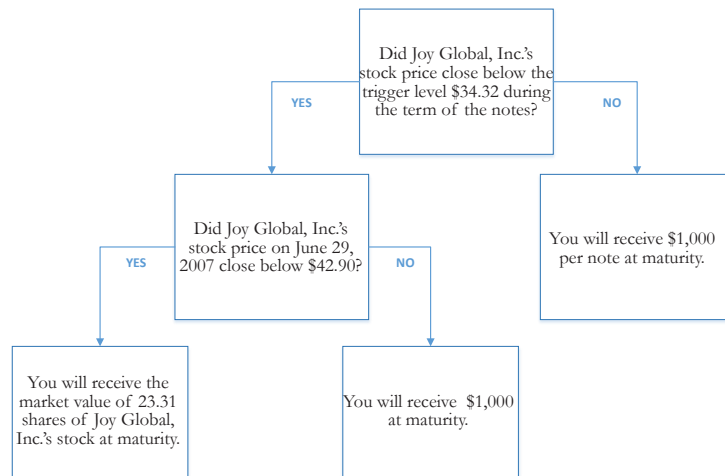 Did Joy Global, Inc.'s
stock price close below the
trigger level $34.32 during
the term of the notes?
YES
NO
Did Joy Global, Inc.'s
stock price on June 29,
2007 close below $42.90?
You will receive $1,000
per note at maturity.
YES
NO
You will receive the
market value of 23.31
shares of Joy Global,
Inc.'s stock at maturity.
You will receive $1,000
at maturity.